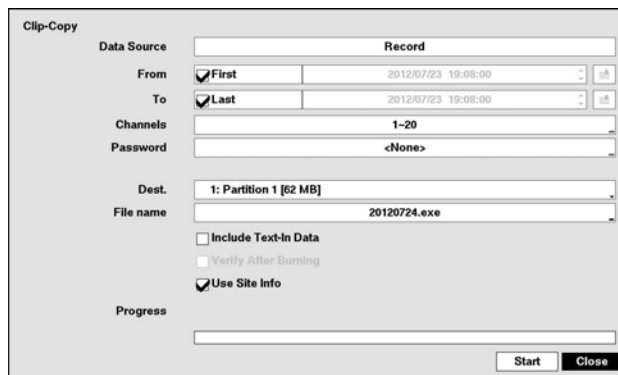 Clip-Copy
Data Source Record
From First 2012/07/23 19:08:00
To Last 2012/07/23 19:08:00
Channels 1~20
Password <None>
Dest. 1: Partition 1 [62 MB]
File name 20120724.exe
Include Text-In Data
Verify After Burning
Use Site Info
Progress
Start Close